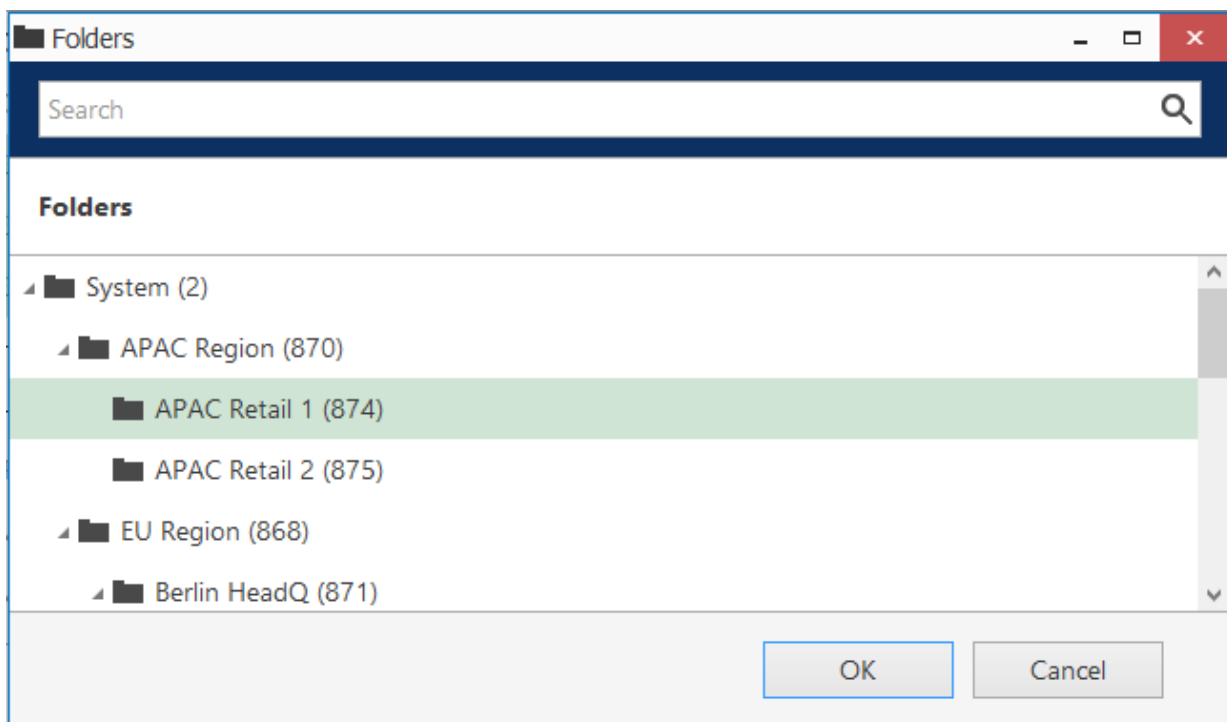 Folders
Search
Folders
System (2)
APAC Region (870)
APAC Retail 1 (874)
APAC Retail 2 (875)
EU Region (868)
Berlin HeadQ (871)
OK Cancel